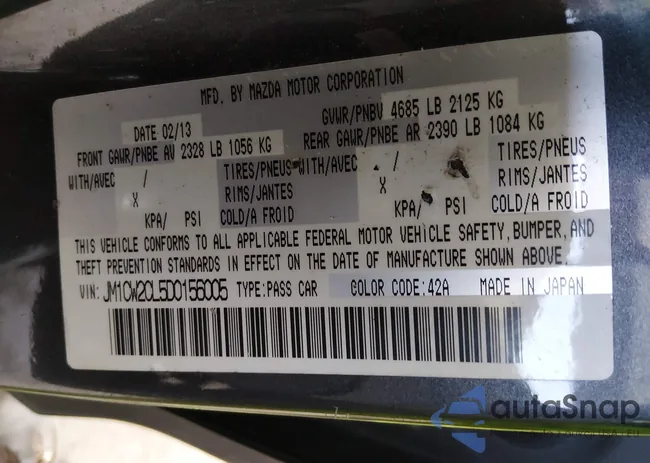 MFD. BY MAZDA MOTOR CORPORATION
DATE 02/13
GVWR/PNBV 4685 LB 2125 KG
FRONT GAWR/PNBE AV 2328 LB 1056 KG
REAR GAWR/PNBE AR 2390 LB 1084 KG
WITH/AVEC / TIRES/PNEUS WITH/AVEC / TIRES/PNEUS
X RIMS/JANTES X RIMS/JANTES
KPA/ PSI COLD/A FROID KPA/ PSI COLD/A FROID
THIS VEHICLE CONFORMS TO ALL APPLICABLE FEDERAL MOTOR VEHICLE SAFETY, BUMPER, AND
THEFT PREVENTION STANDARDS IN EFFECT ON THE DATE OF MANUFACTURE SHOWN ABOVE.
VIN: JM1CW2CL5D0156005 TYPE:PASS CAR COLOR CODE:42A MADE IN JAPAN
autaSnap